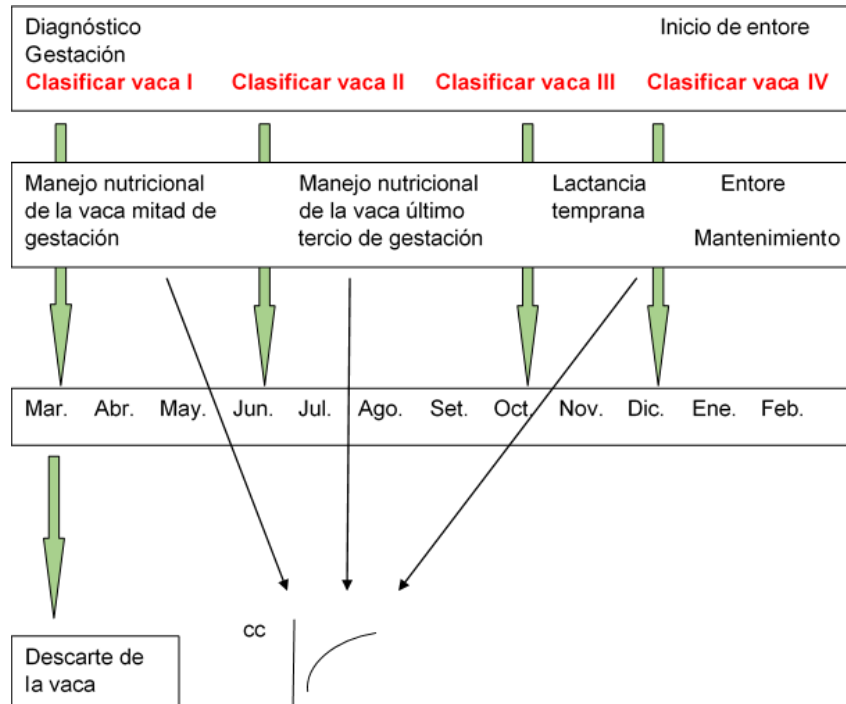 Diagnóstico
Gestación
Inicio de entore
Clasificar vaca I Clasificar vaca II Clasificar vaca III Clasificar vaca IV
Manejo nutricional
de la vaca mitad de
gestación
Manejo nutricional
de la vaca último
tercio de gestación
Lactancia
temprana
Entore
Mantenimiento
Mar. Abr. May. Jun. Jul. Ago. Set. Oct. Nov. Dic. Ene. Feb.
cc
Descarte de
la vaca